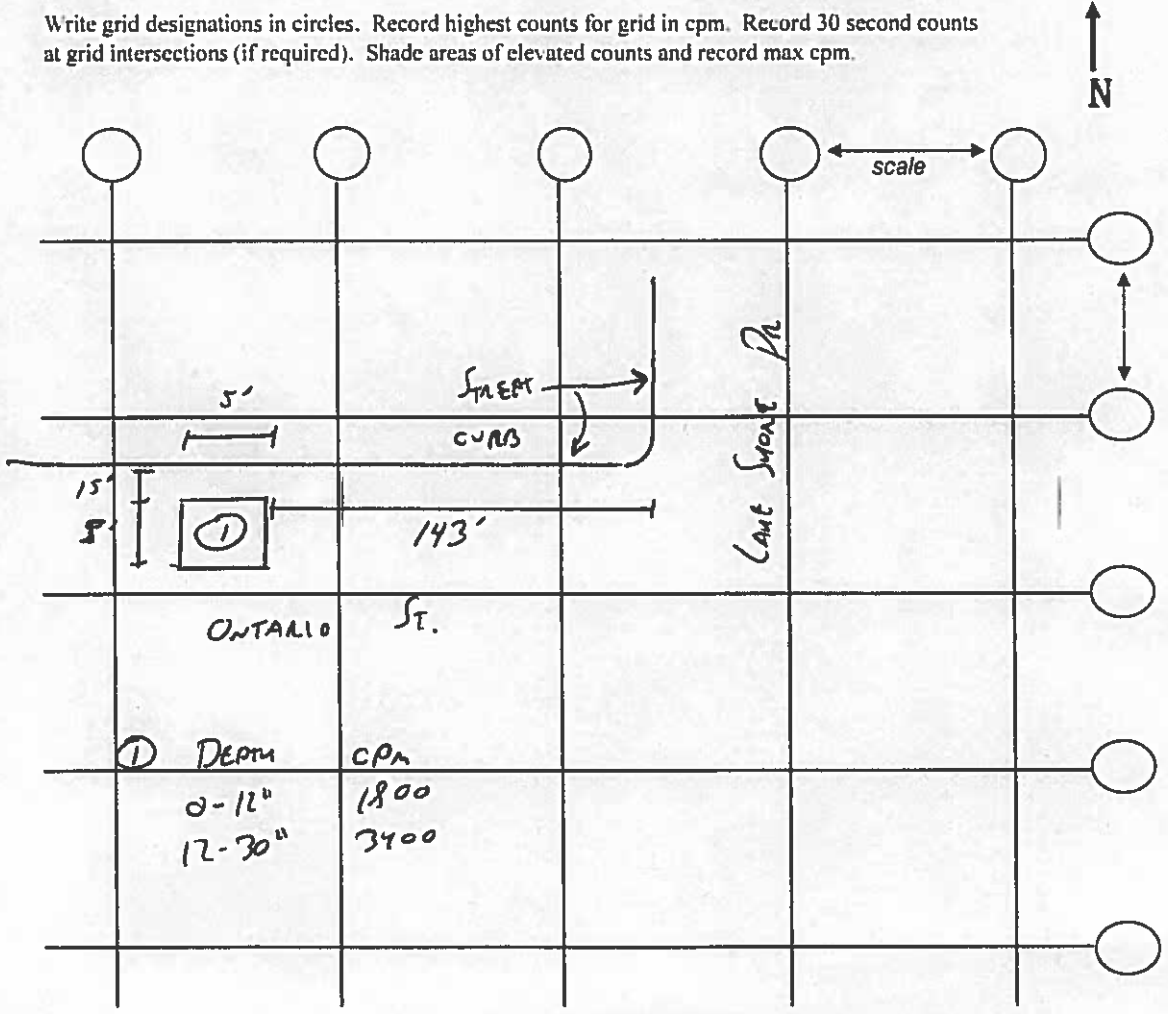 Write grid designations in circles. Record highest counts for grid in cpm. Record 30 second counts
at grid intersections (if required). Shade areas of elevated counts and record max cpm.
N
scale
5'
STREET
CURB
LAKE SHORE DR
15'
①
143'
ONTARIO ST.
① DEPTH CPM
0-12" 1800
12-30" 3400